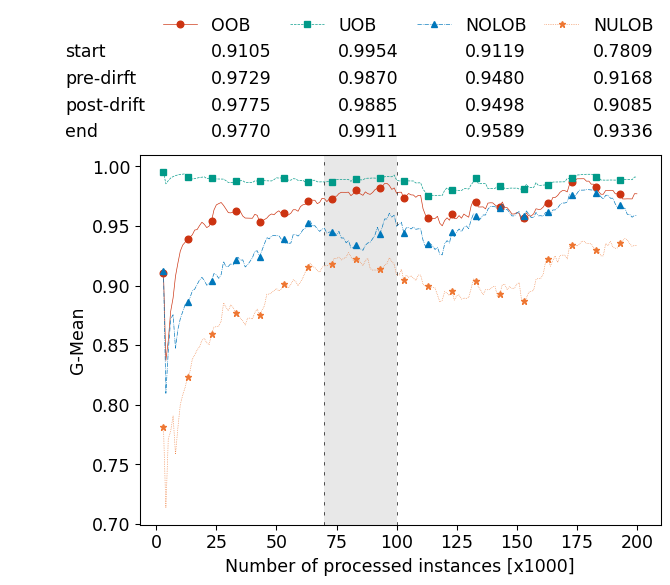 OOB UOB NOLOB NULOB
start 0.9105 0.9954 0.9119 0.7809
pre-dirft 0.9729 0.9870 0.9480 0.9168
post-drift 0.9775 0.9885 0.9498 0.9085
end 0.9770 0.9911 0.9589 0.9336
1.00
0.95
0.90
0.85
0.80
0.75
0.70
G-Mean
0 25 50 75 100 125 150 175 200
Number of processed instances [x1000]